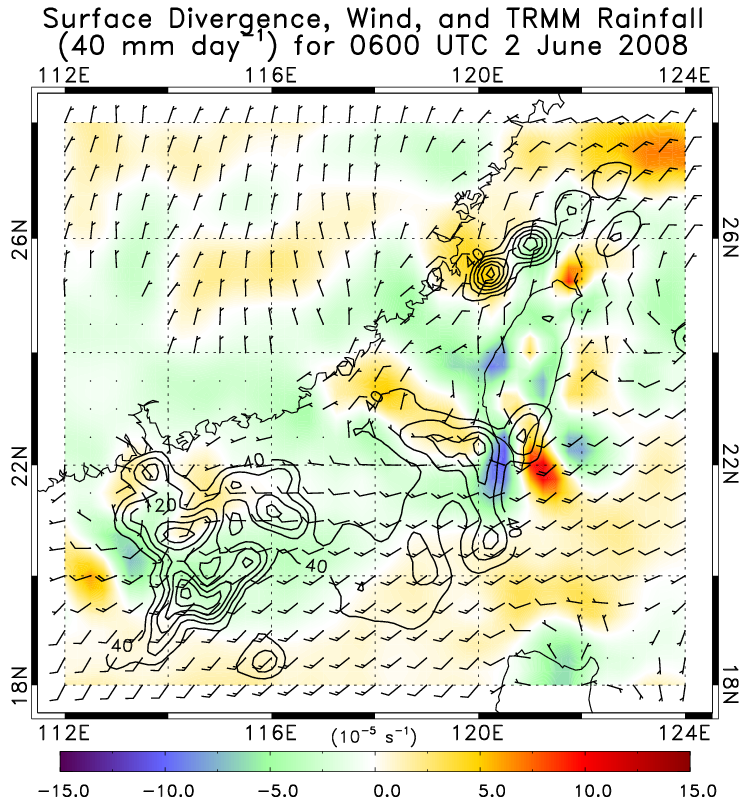 Surface Divergence, Wind, and TRMM Rainfall
(40 mm day⁻¹) for 0600 UTC 2 June 2008
112E 116E 120E 124E
26N 26N
22N 22N
18N 18N
40
40
120
40
40
40
112E 116E 120E 124E
(10⁻⁵ s⁻¹)
-15.0 -10.0 -5.0 0.0 5.0 10.0 15.0